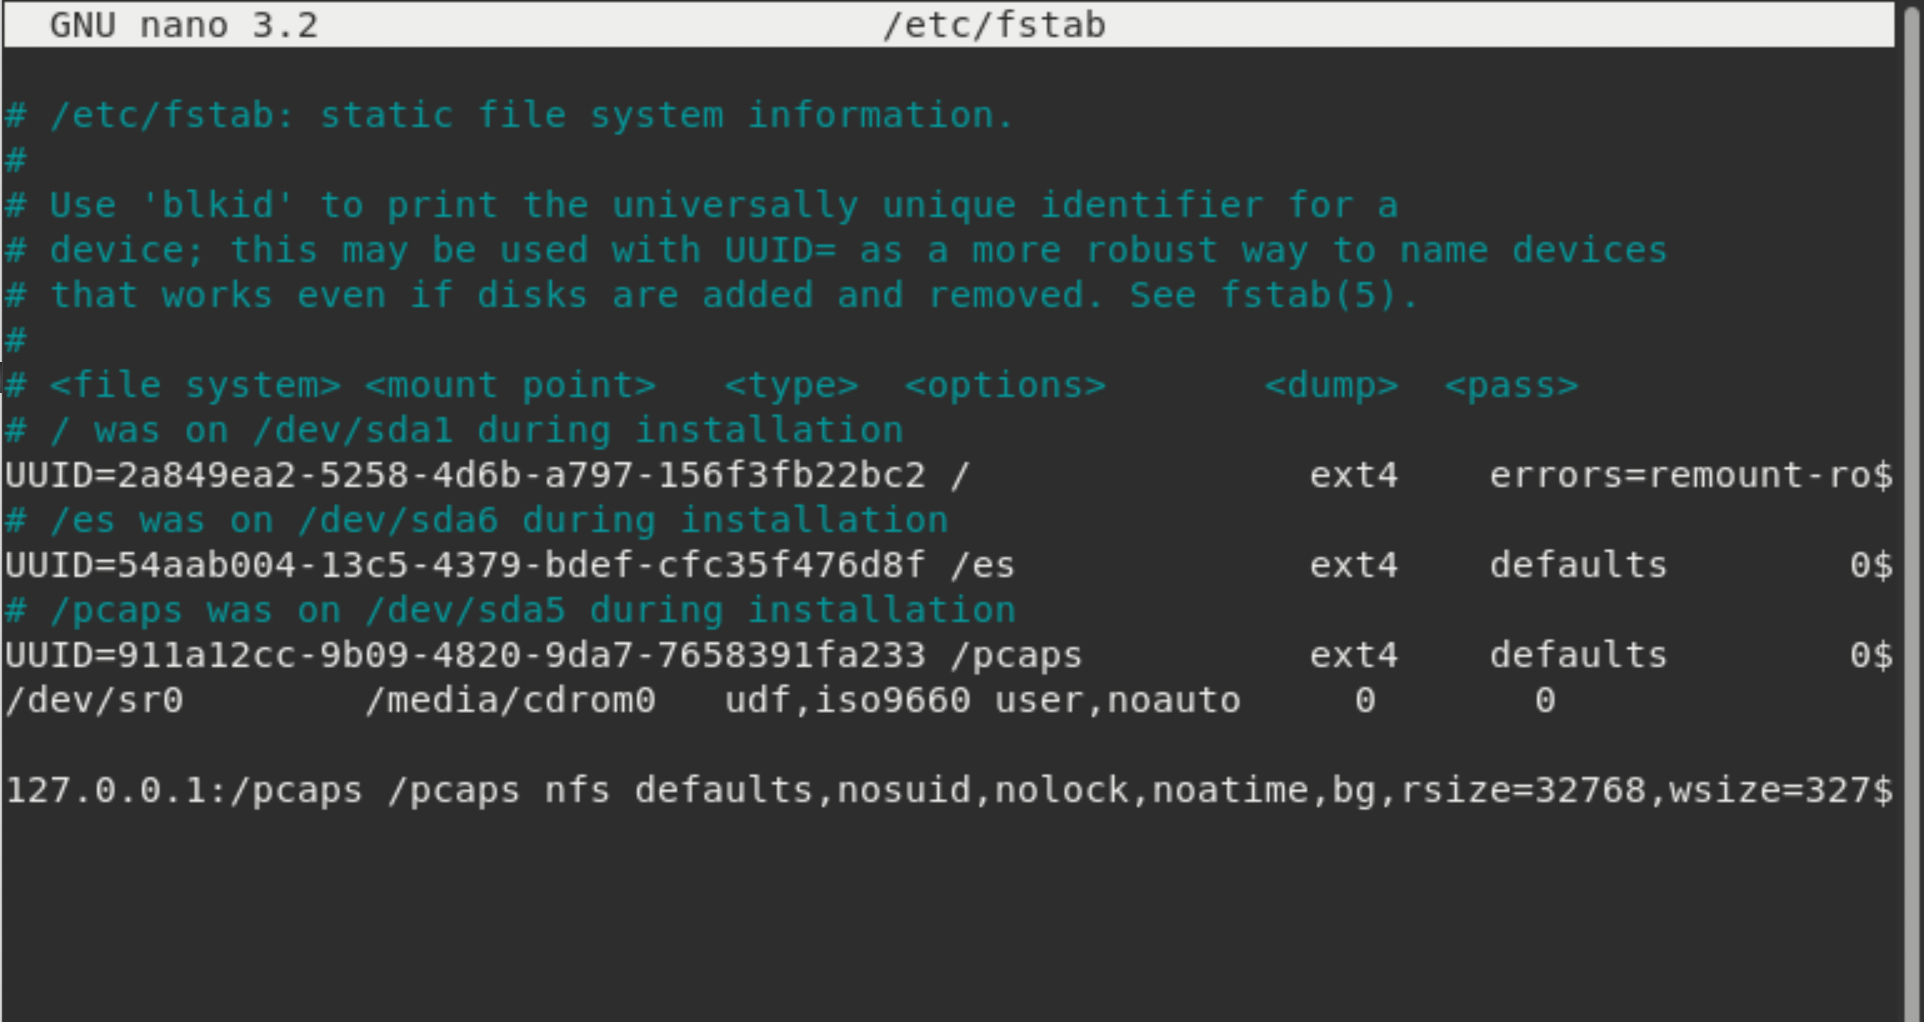 GNU nano 3.2 /etc/fstab
# /etc/fstab: static file system information.
#
# Use 'blkid' to print the universally unique identifier for a
# device; this may be used with UUID= as a more robust way to name devices
# that works even if disks are added and removed. See fstab(5).
#
# <file system> <mount point>   <type>  <options>       <dump>  <pass>
# / was on /dev/sda1 during installation
UUID=2a849ea2-5258-4d6b-a797-156f3fb22bc2 /               ext4    errors=remount-ro$
# /es was on /dev/sda6 during installation
UUID=54aab004-13c5-4379-bdef-cfc35f476d8f /es             ext4    defaults        0$
# /pcaps was on /dev/sda5 during installation
UUID=911a12cc-9b09-4820-9da7-7658391fa233 /pcaps          ext4    defaults        0$
/dev/sr0        /media/cdrom0   udf,iso9660 user,noauto     0       0
127.0.0.1:/pcaps /pcaps nfs defaults,nosuid,nolock,noatime,bg,rsize=32768,wsize=327$